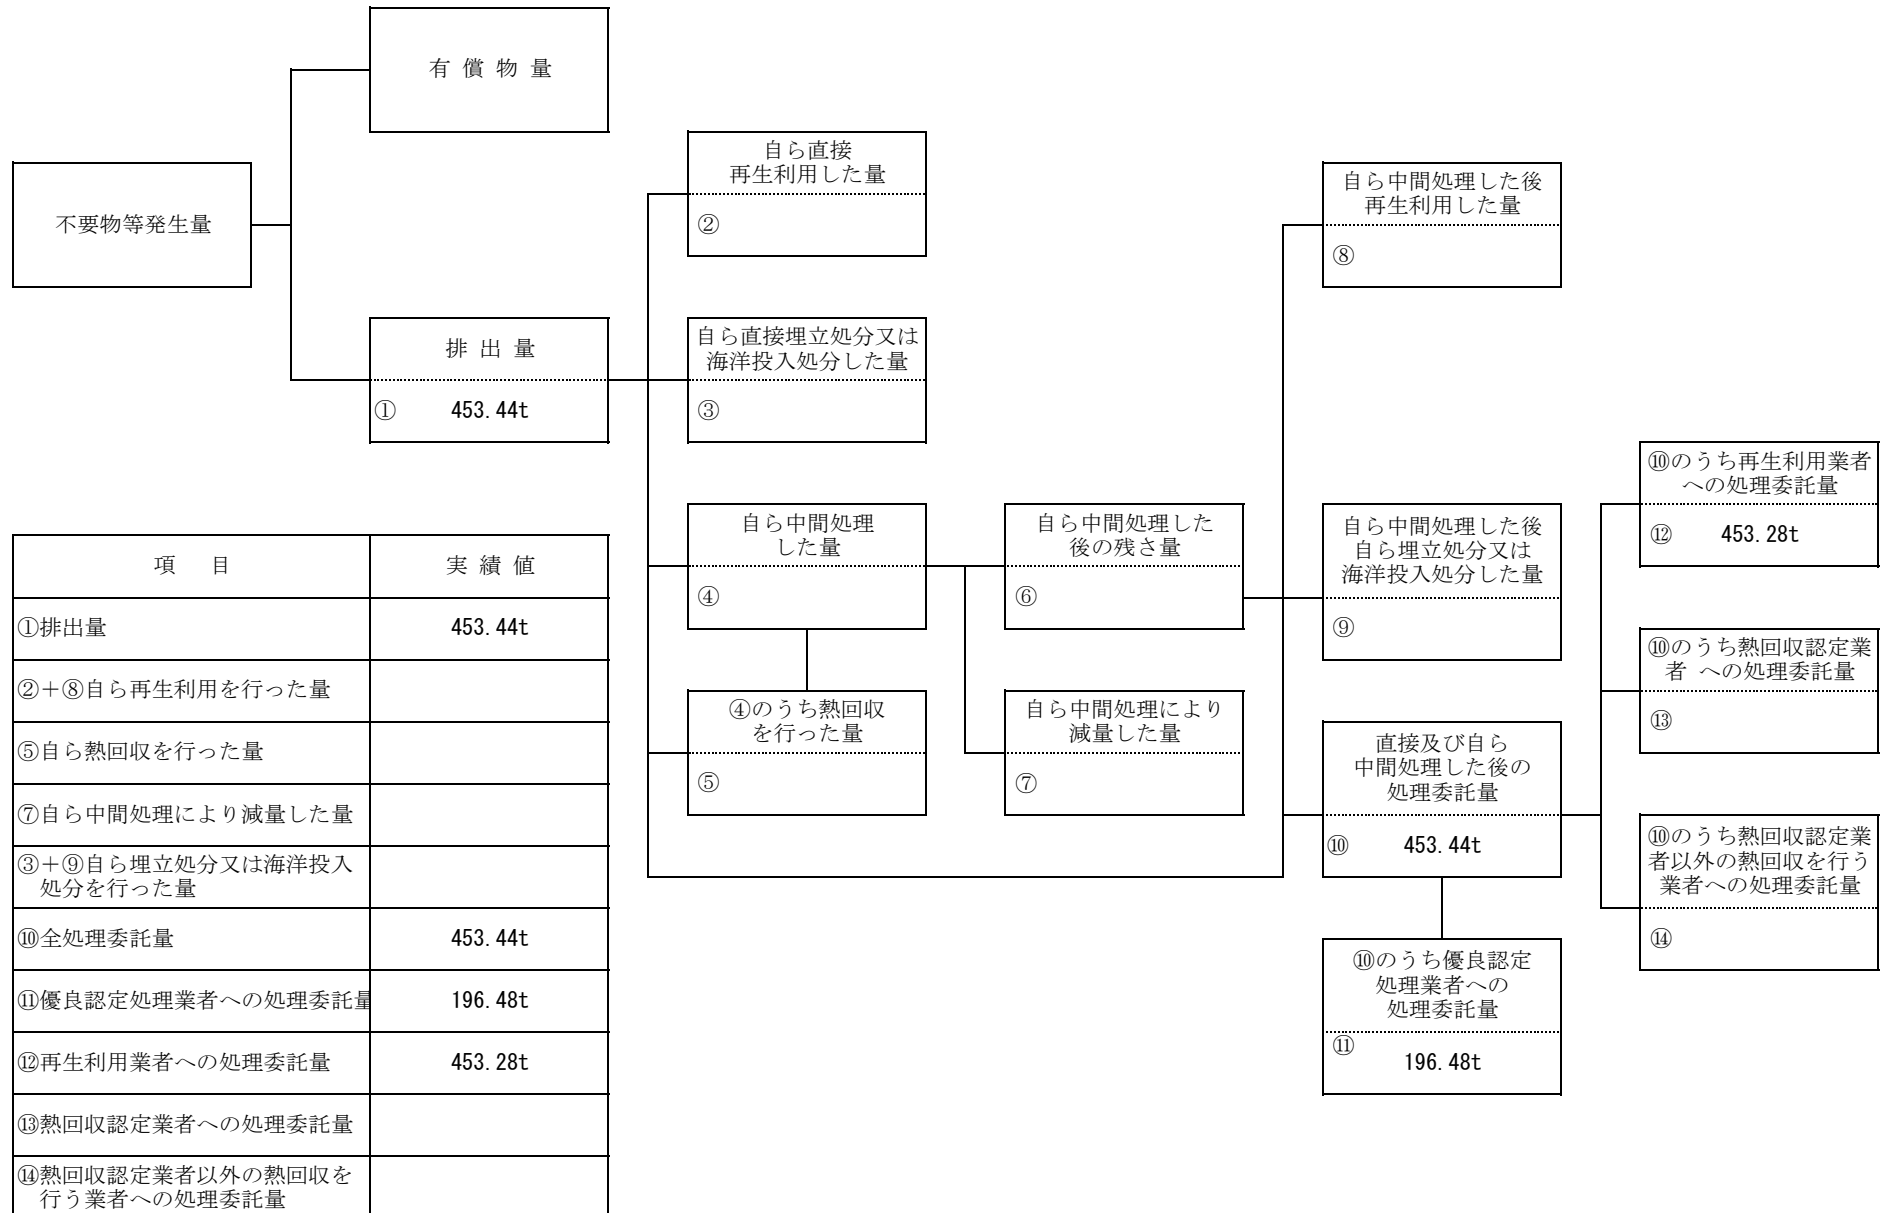 有 償 物 量
不要物等発生量
排 出 量
① 453.44t
自ら直接
再生利用した量
②
自ら直接埋立処分又は
海洋投入処分した量
③
自ら中間処理
した量
④
④のうち熱回収
を行った量
⑤
自ら中間処理した
後の残さ量
⑥
自ら中間処理により
減量した量
⑦
自ら中間処理した後
再生利用した量
⑧
自ら中間処理した後
自ら埋立処分又は
海洋投入処分した量
⑨
直接及び自ら
中間処理した後の
処理委託量
⑩ 453.44t
⑩のうち優良認定
処理業者への
処理委託量
⑪
196.48t
⑩のうち再生利用業者
への処理委託量
⑫ 453.28t
⑩のうち熱回収認定業
者 への処理委託量
⑬
⑩のうち熱回収認定業
者以外の熱回収を行う
業者への処理委託量
⑭
項 目 実 績 値
①排出量 453.44t
②＋⑧自ら再生利用を行った量
⑤自ら熱回収を行った量
⑦自ら中間処理により減量した量
③＋⑨自ら埋立処分又は海洋投入
処分を行った量
⑩全処理委託量 453.44t
⑪優良認定処理業者への処理委託量 196.48t
⑫再生利用業者への処理委託量 453.28t
⑬熱回収認定業者への処理委託量
⑭熱回収認定業者以外の熱回収を
行う業者への処理委託量